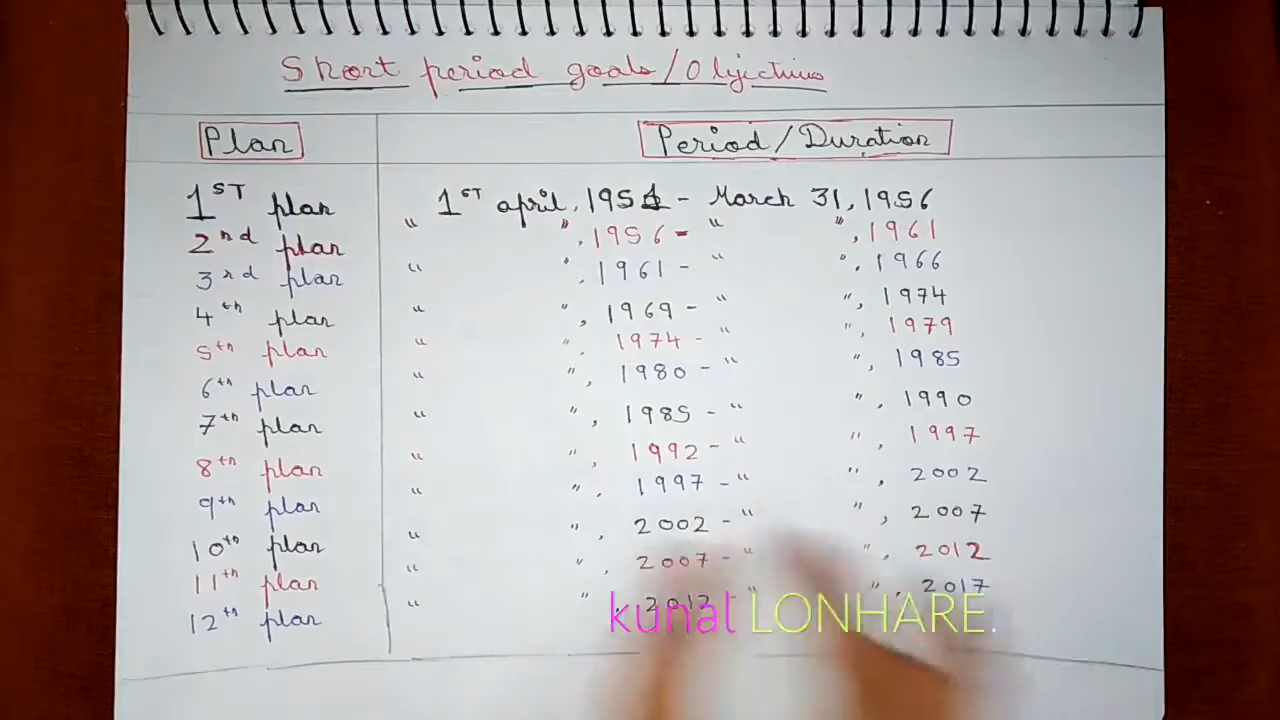 Short period goals/Objectives
Plan Period/Duration
1ST plan 1ST april, 1951 - March 31, 1956
2nd plan " ", 1956 - " ", 1961
3rd plan " ", 1961 - " ", 1966
4th plan " ", 1969 - " ", 1974
5th plan " ", 1974 - " ", 1979
6th plan " ", 1980 - " ", 1985
7th plan " ", 1985 - " ", 1990
8th plan " ", 1992 - " ", 1997
9th plan " ", 1997 - " ", 2002
10th plan " ", 2002 - " ", 2007
11th plan " ", 2007 - " ", 2012
12th plan " ", 2012 - " ", 2017
kunal LONHARE.